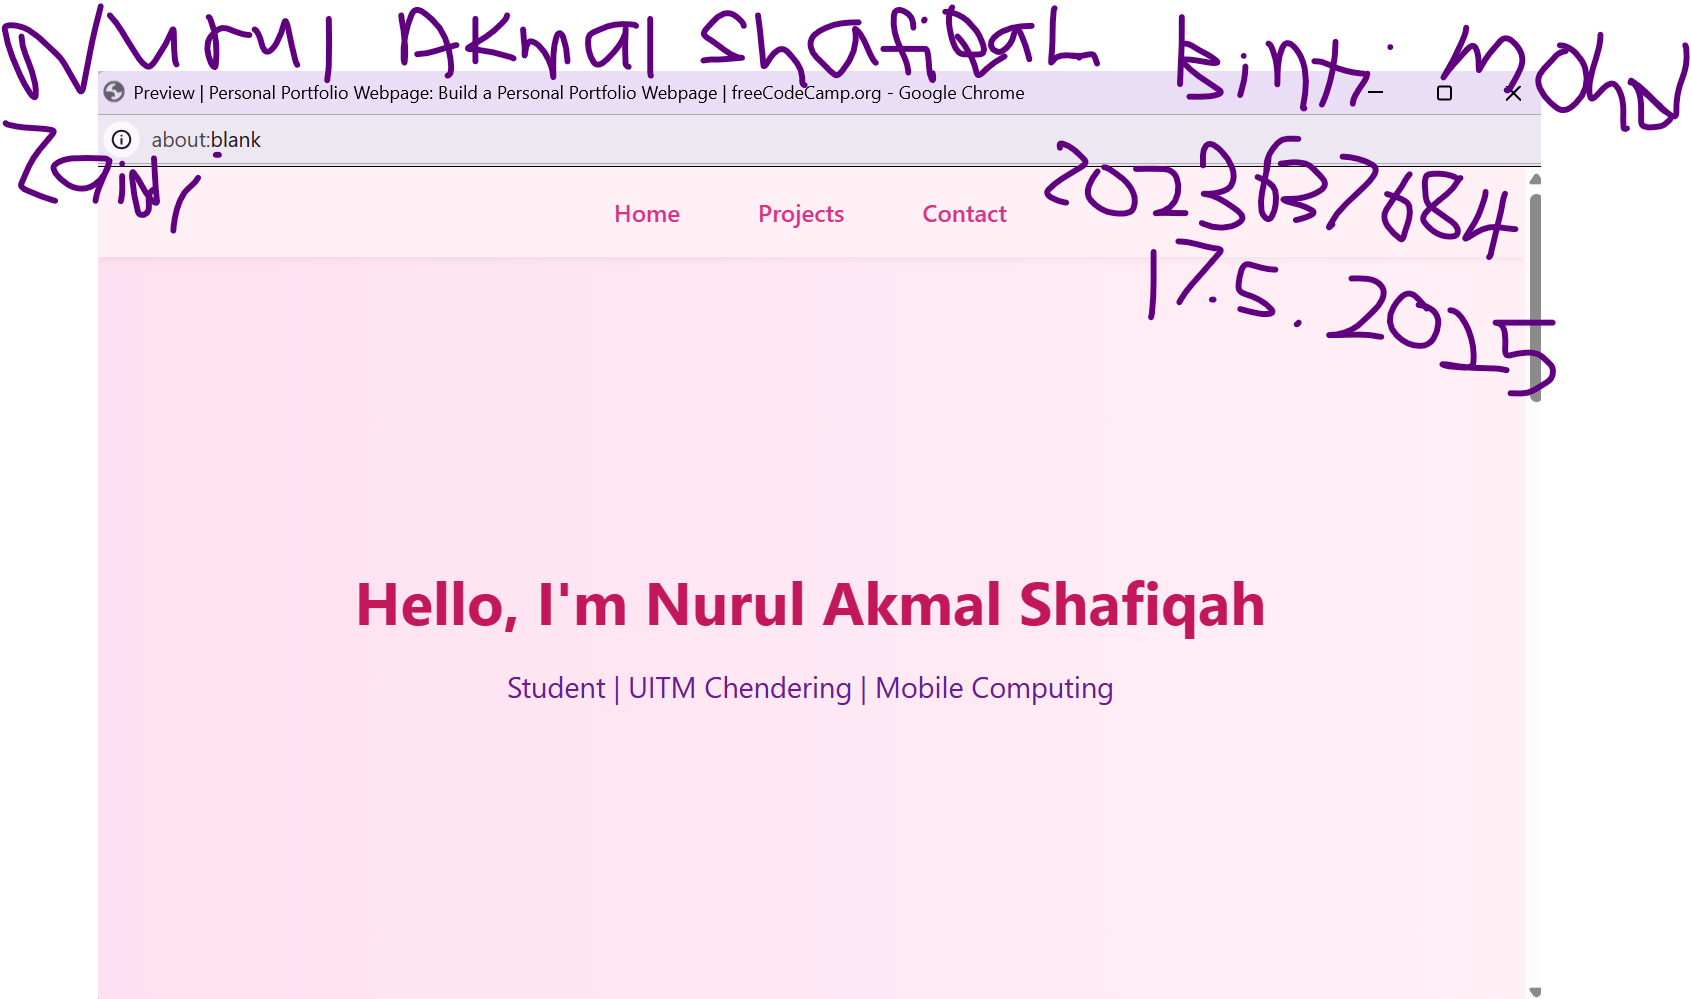 Nurul Akmal Shafiqah Binti Mohd
Zaidi
Preview | Personal Portfolio Webpage: Build a Personal Portfolio Webpage | freeCodeCamp.org - Google Chrome
about:blank
2023637684
17.5.2025
Home Projects Contact
Hello, I'm Nurul Akmal Shafiqah
Student | UITM Chendering | Mobile Computing